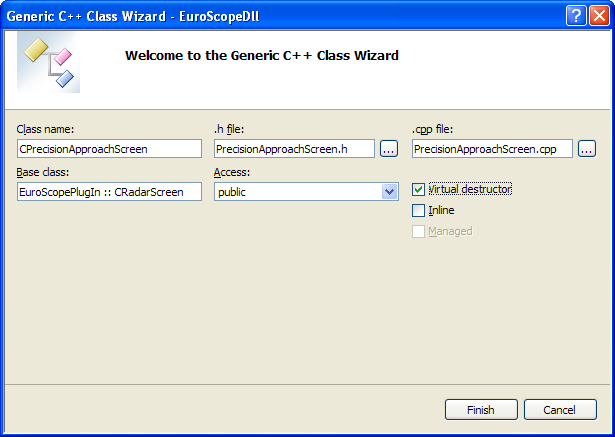 Generic C++ Class Wizard - EuroScopeDll
Welcome to the Generic C++ Class Wizard
Class name: .h file: .cpp file:
CPrecisionApproachScreen PrecisionApproachScreen.h ... PrecisionApproachScreen.cpp ...
Base class: Access:
EuroScopePlugIn :: CRadarScreen public Virtual destructor
Inline
Managed
Finish Cancel